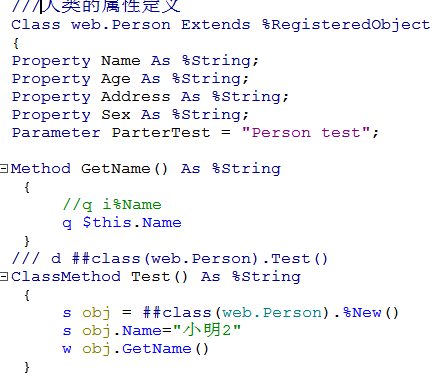 ///人类的属性定义
Class web.Person Extends %RegisteredObject
{
Property Name As %String;
Property Age As %String;
Property Address As %String;
Property Sex As %String;
Parameter ParterTest = "Person test";
Method GetName() As %String
{
//q i%Name
q $this.Name
}
/// d ##class(web.Person).Test()
ClassMethod Test() As %String
{
s obj = ##class(web.Person).%New()
s obj.Name="小明2"
w obj.GetName()
}